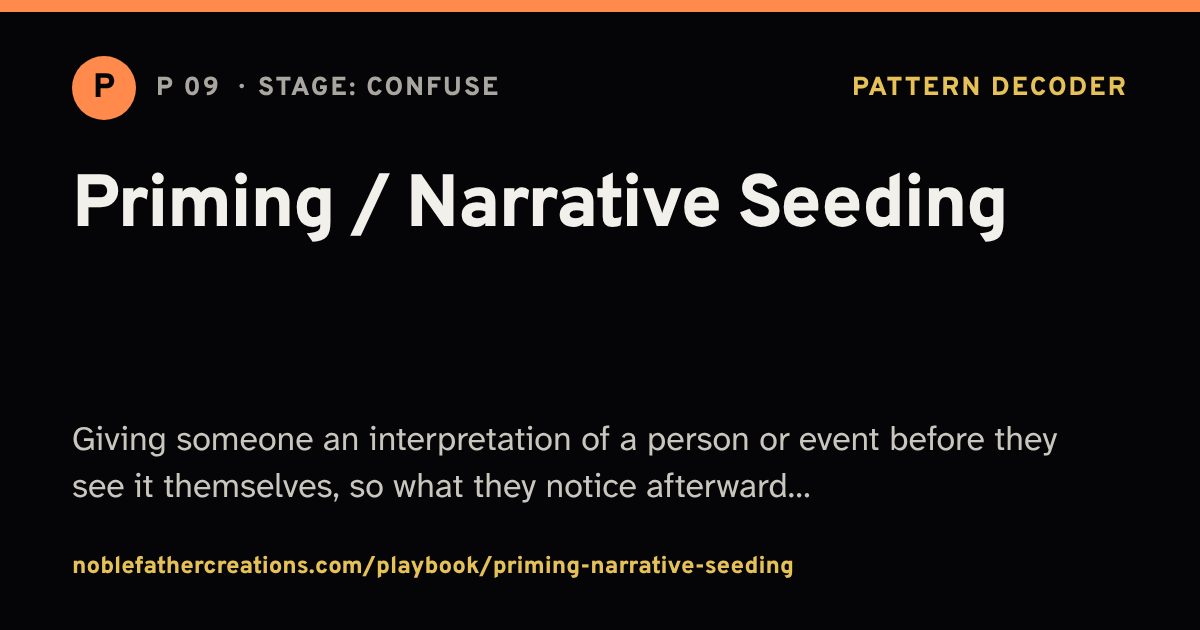 P
P 09 · STAGE: CONFUSE
PATTERN DECODER
Priming / Narrative Seeding
Giving someone an interpretation of a person or event before they
see it themselves, so what they notice afterward...
noblefathercreations.com/playbook/priming-narrative-seeding